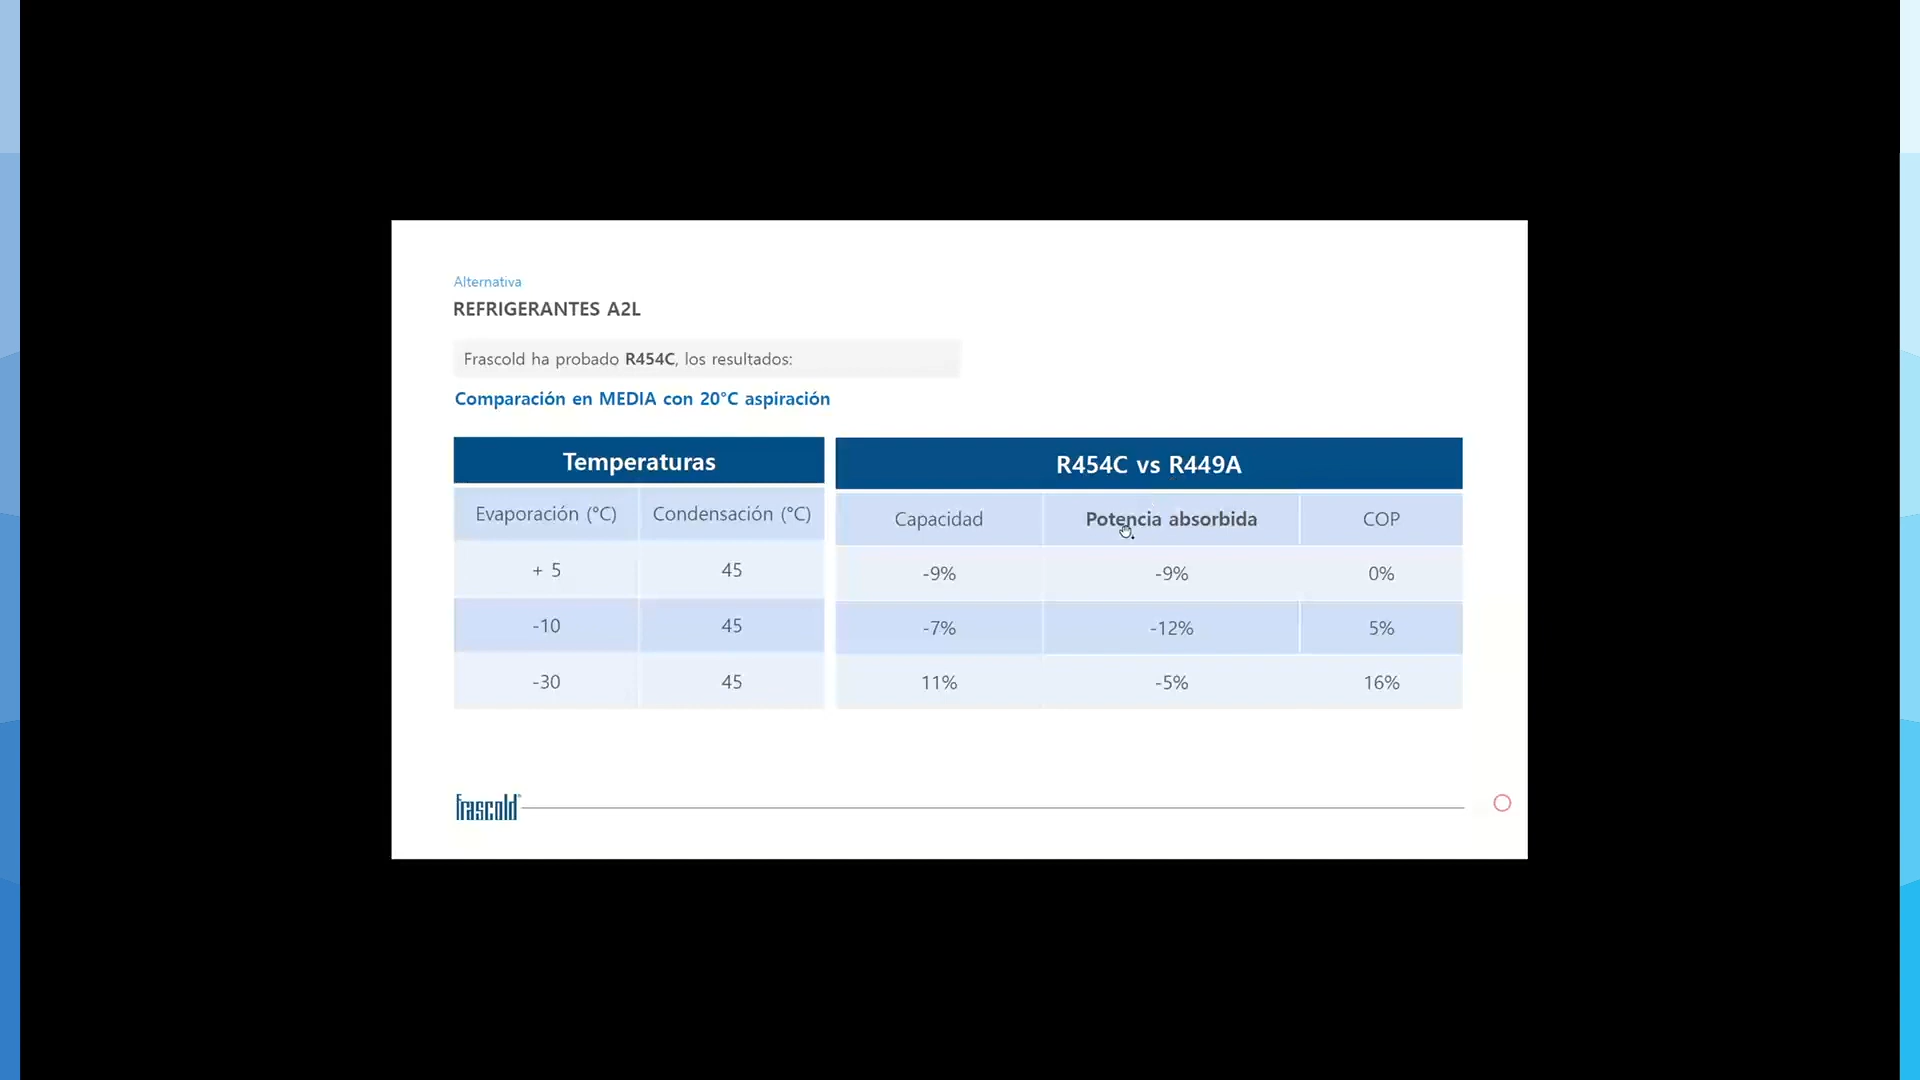 Alternativa
REFRIGERANTES A2L
Frascold ha probado R454C, los resultados:
Comparación en MEDIA con 20°C aspiración
Temperaturas
R454C vs R449A
Evaporación (°C) Condensación (°C) Capacidad Potencia absorbida COP
+ 5 45 -9% -9% 0%
-10 45 -7% -12% 5%
-30 45 11% -5% 16%
frascold